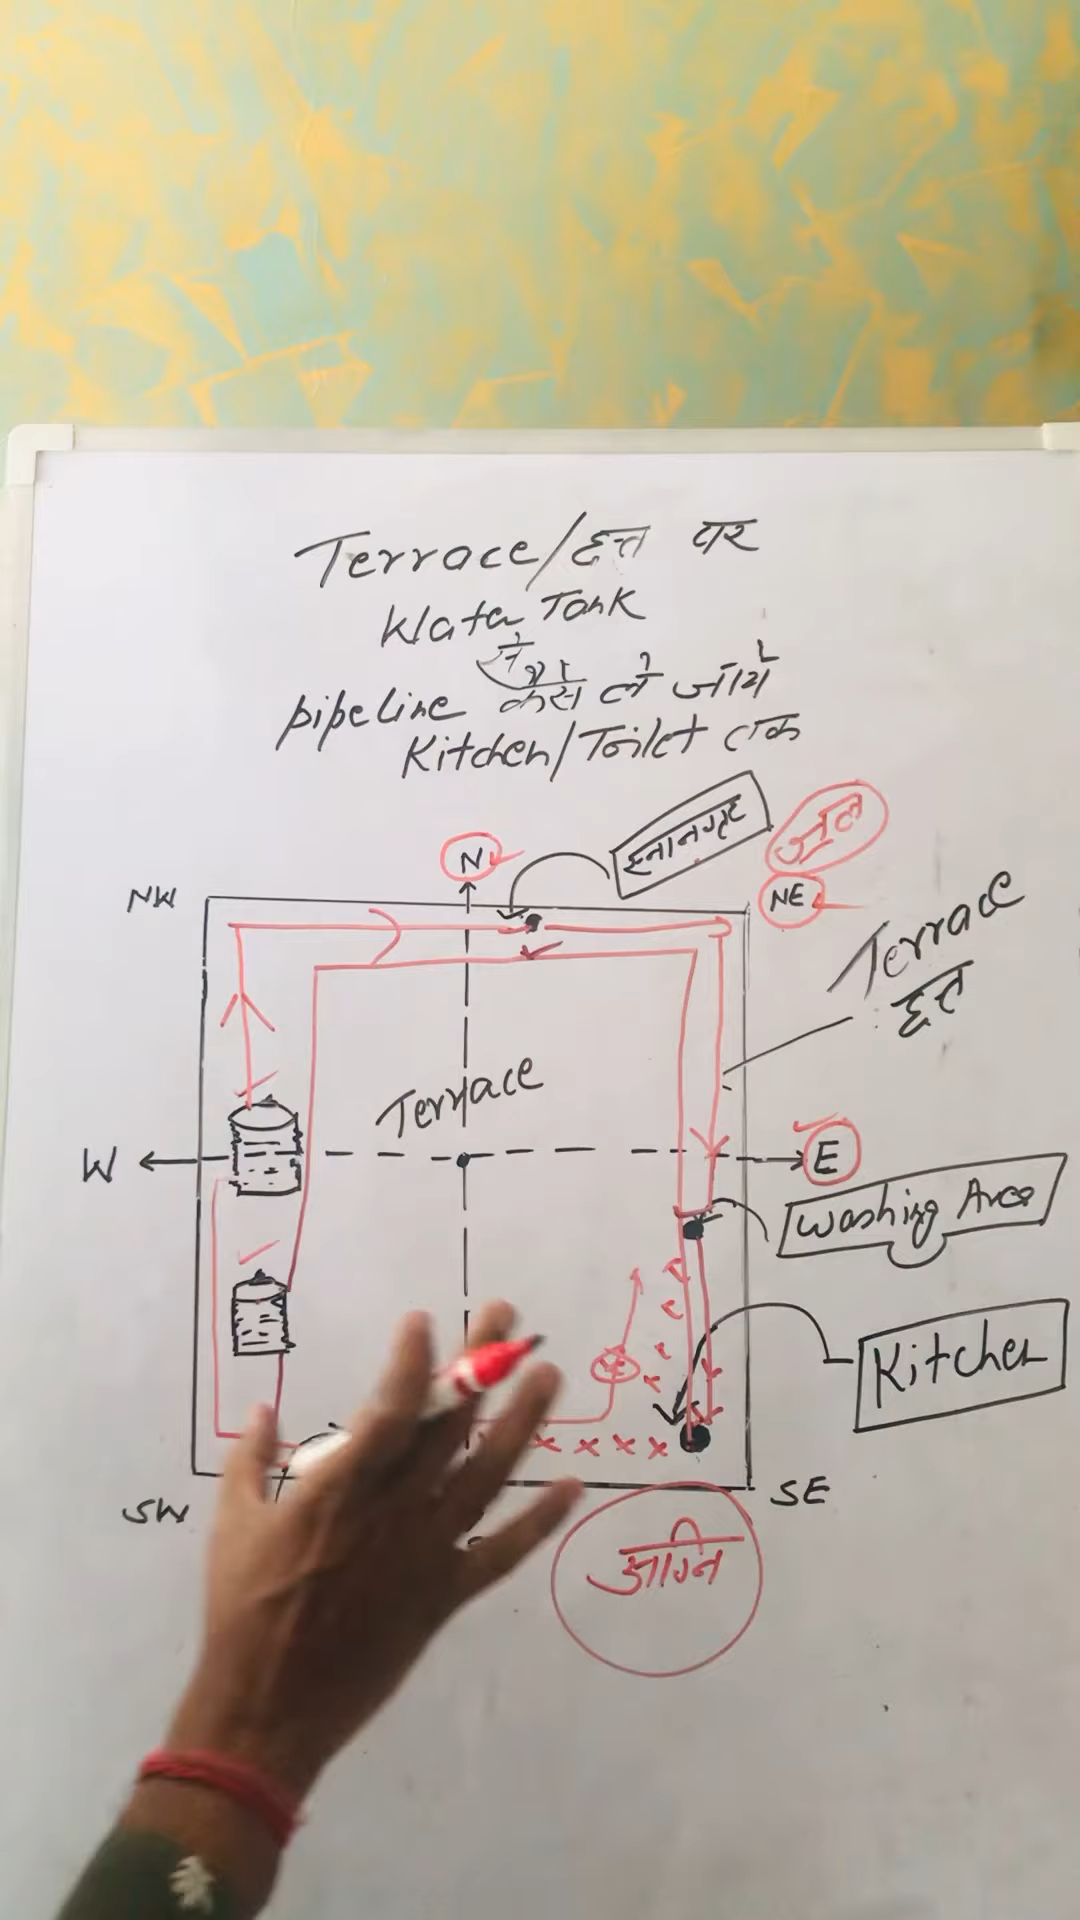 Terrace/छत पर
Water Tank
से
pipeline कैसे ले जायें
Kitchen/Toilet तक
स्नानगृह
जल
N
NE
NW
Terrace
छत
Terrace
W
E
Washing Area
Kitchen
SW
SE
अग्नि